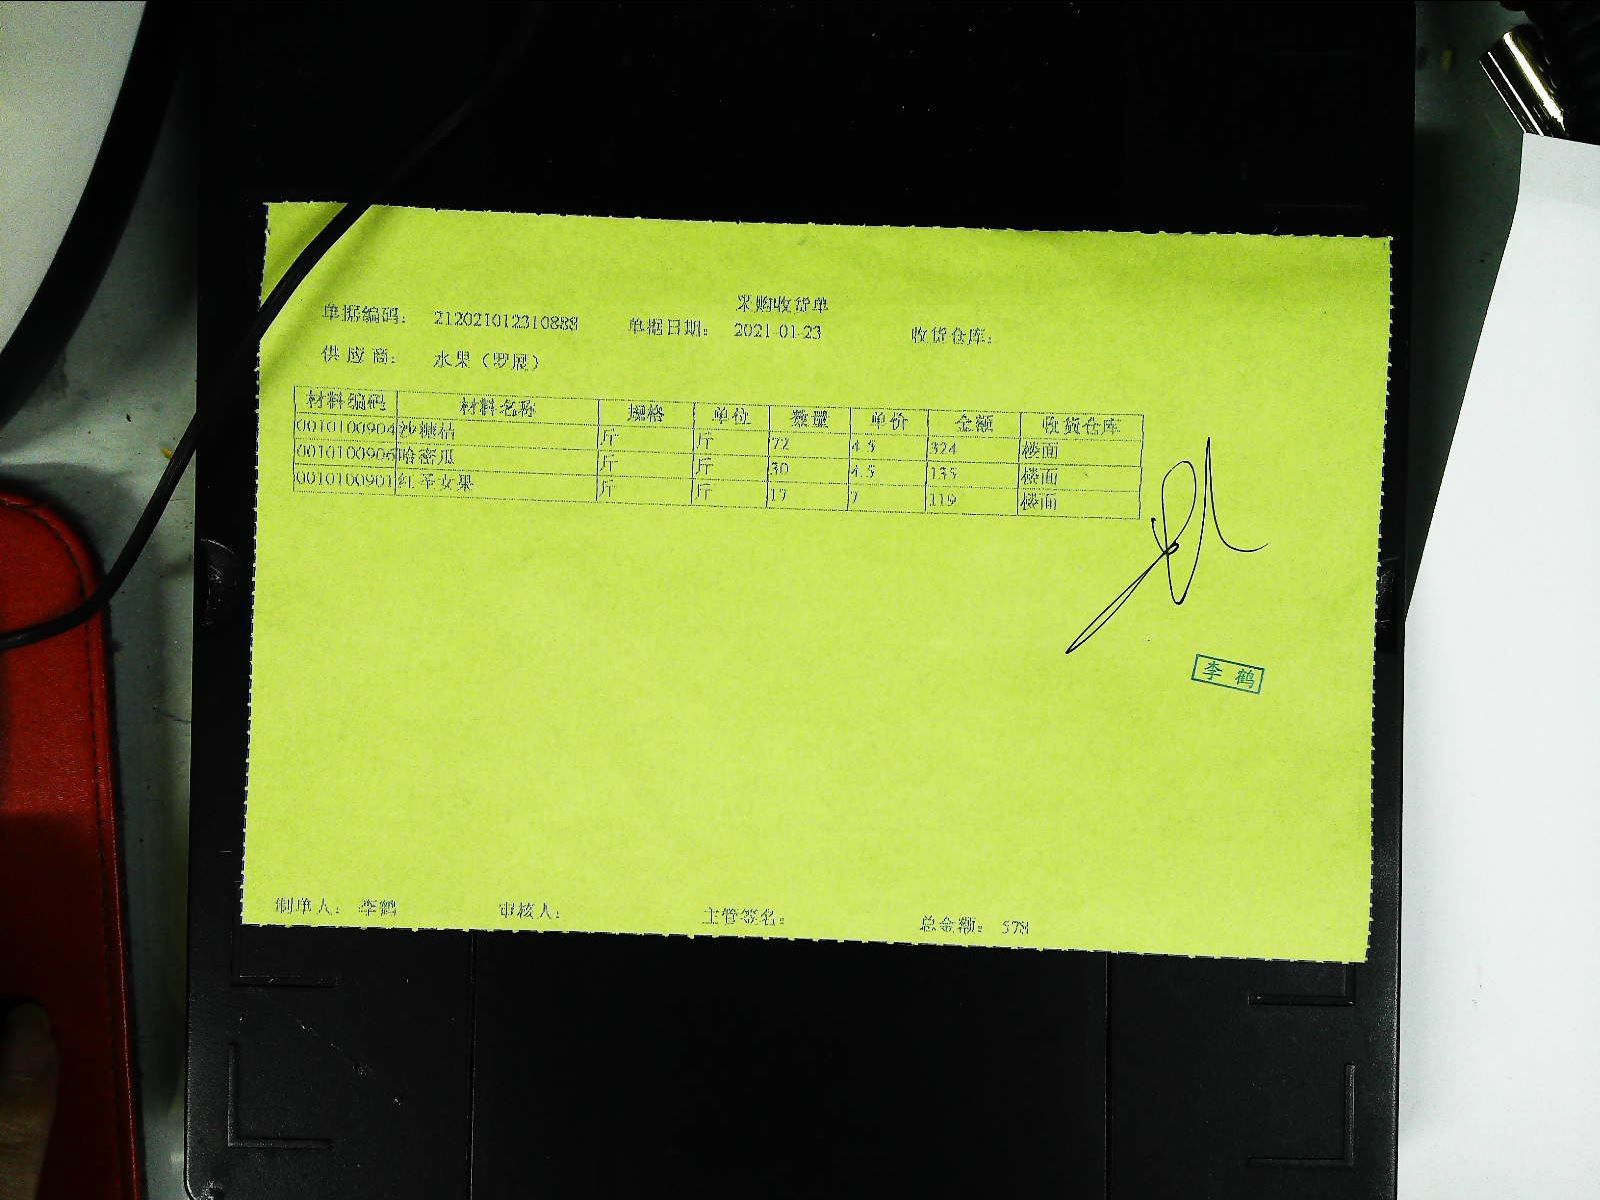 采购收货单
单据编码： 212021012310888 单据日期： 2021-01-23 收货仓库：
供 应 商： 水果（罗展）
材料编码 材料名称 规格 单位 数量 单价 金额 收货仓库
0010100904 沙糖桔 斤 斤 72 4.5 324 楼面
0010100906 哈密瓜 斤 斤 30 4.5 135 楼面
0010100901 红圣女果 斤 斤 17 7 119 楼面
李 鹤
制单人： 李鹤 审核人： 主管签名： 总金额： 578